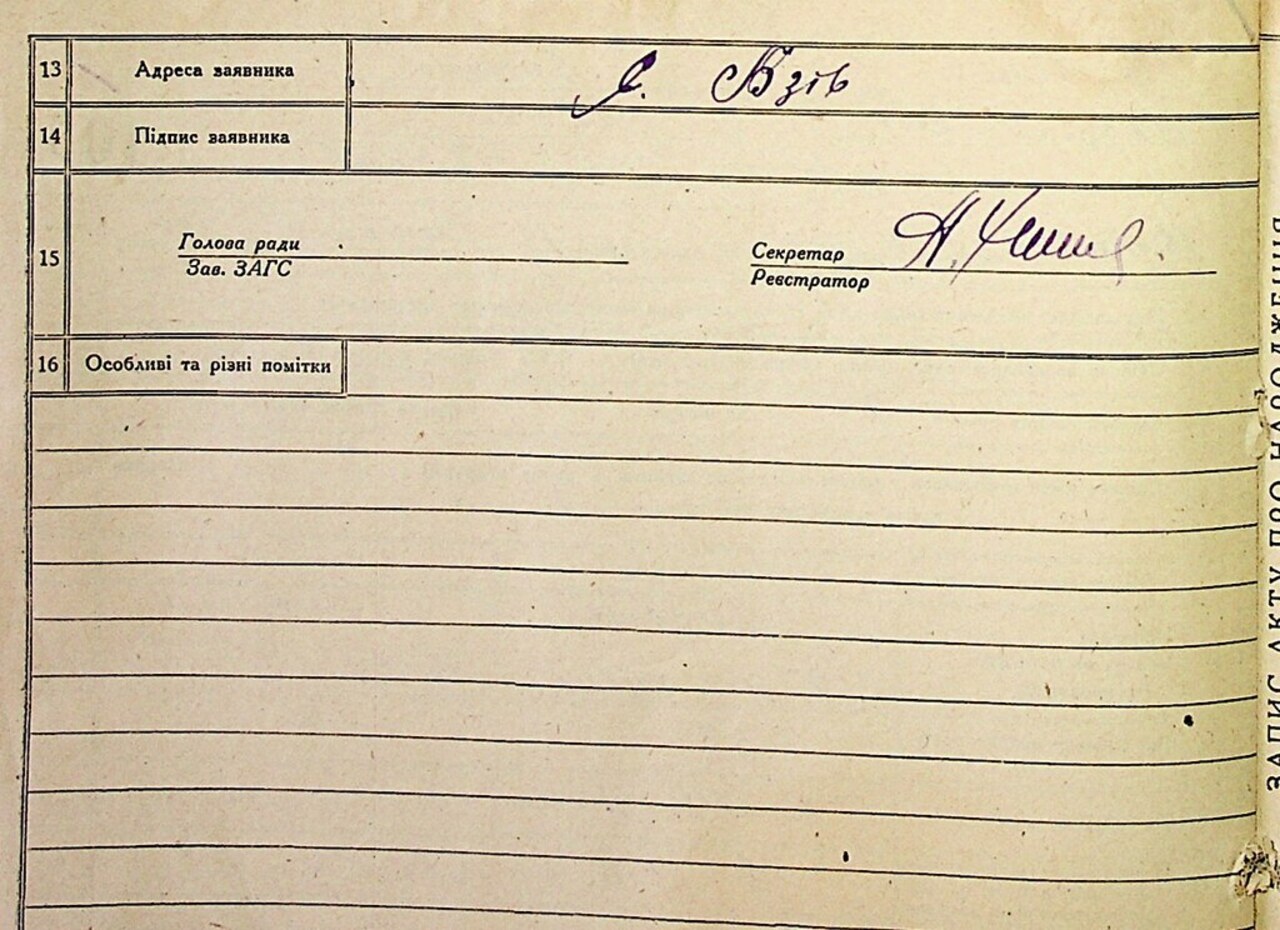 13 Адреса заявника с. Бзів
14 Підпис заявника
15 Голова ради
Зав. ЗАГС
Секретар
Реєстратор
16 Особливі та різні помітки
ЗАПИС АКТУ ПРО НАРОДЖЕННЯ